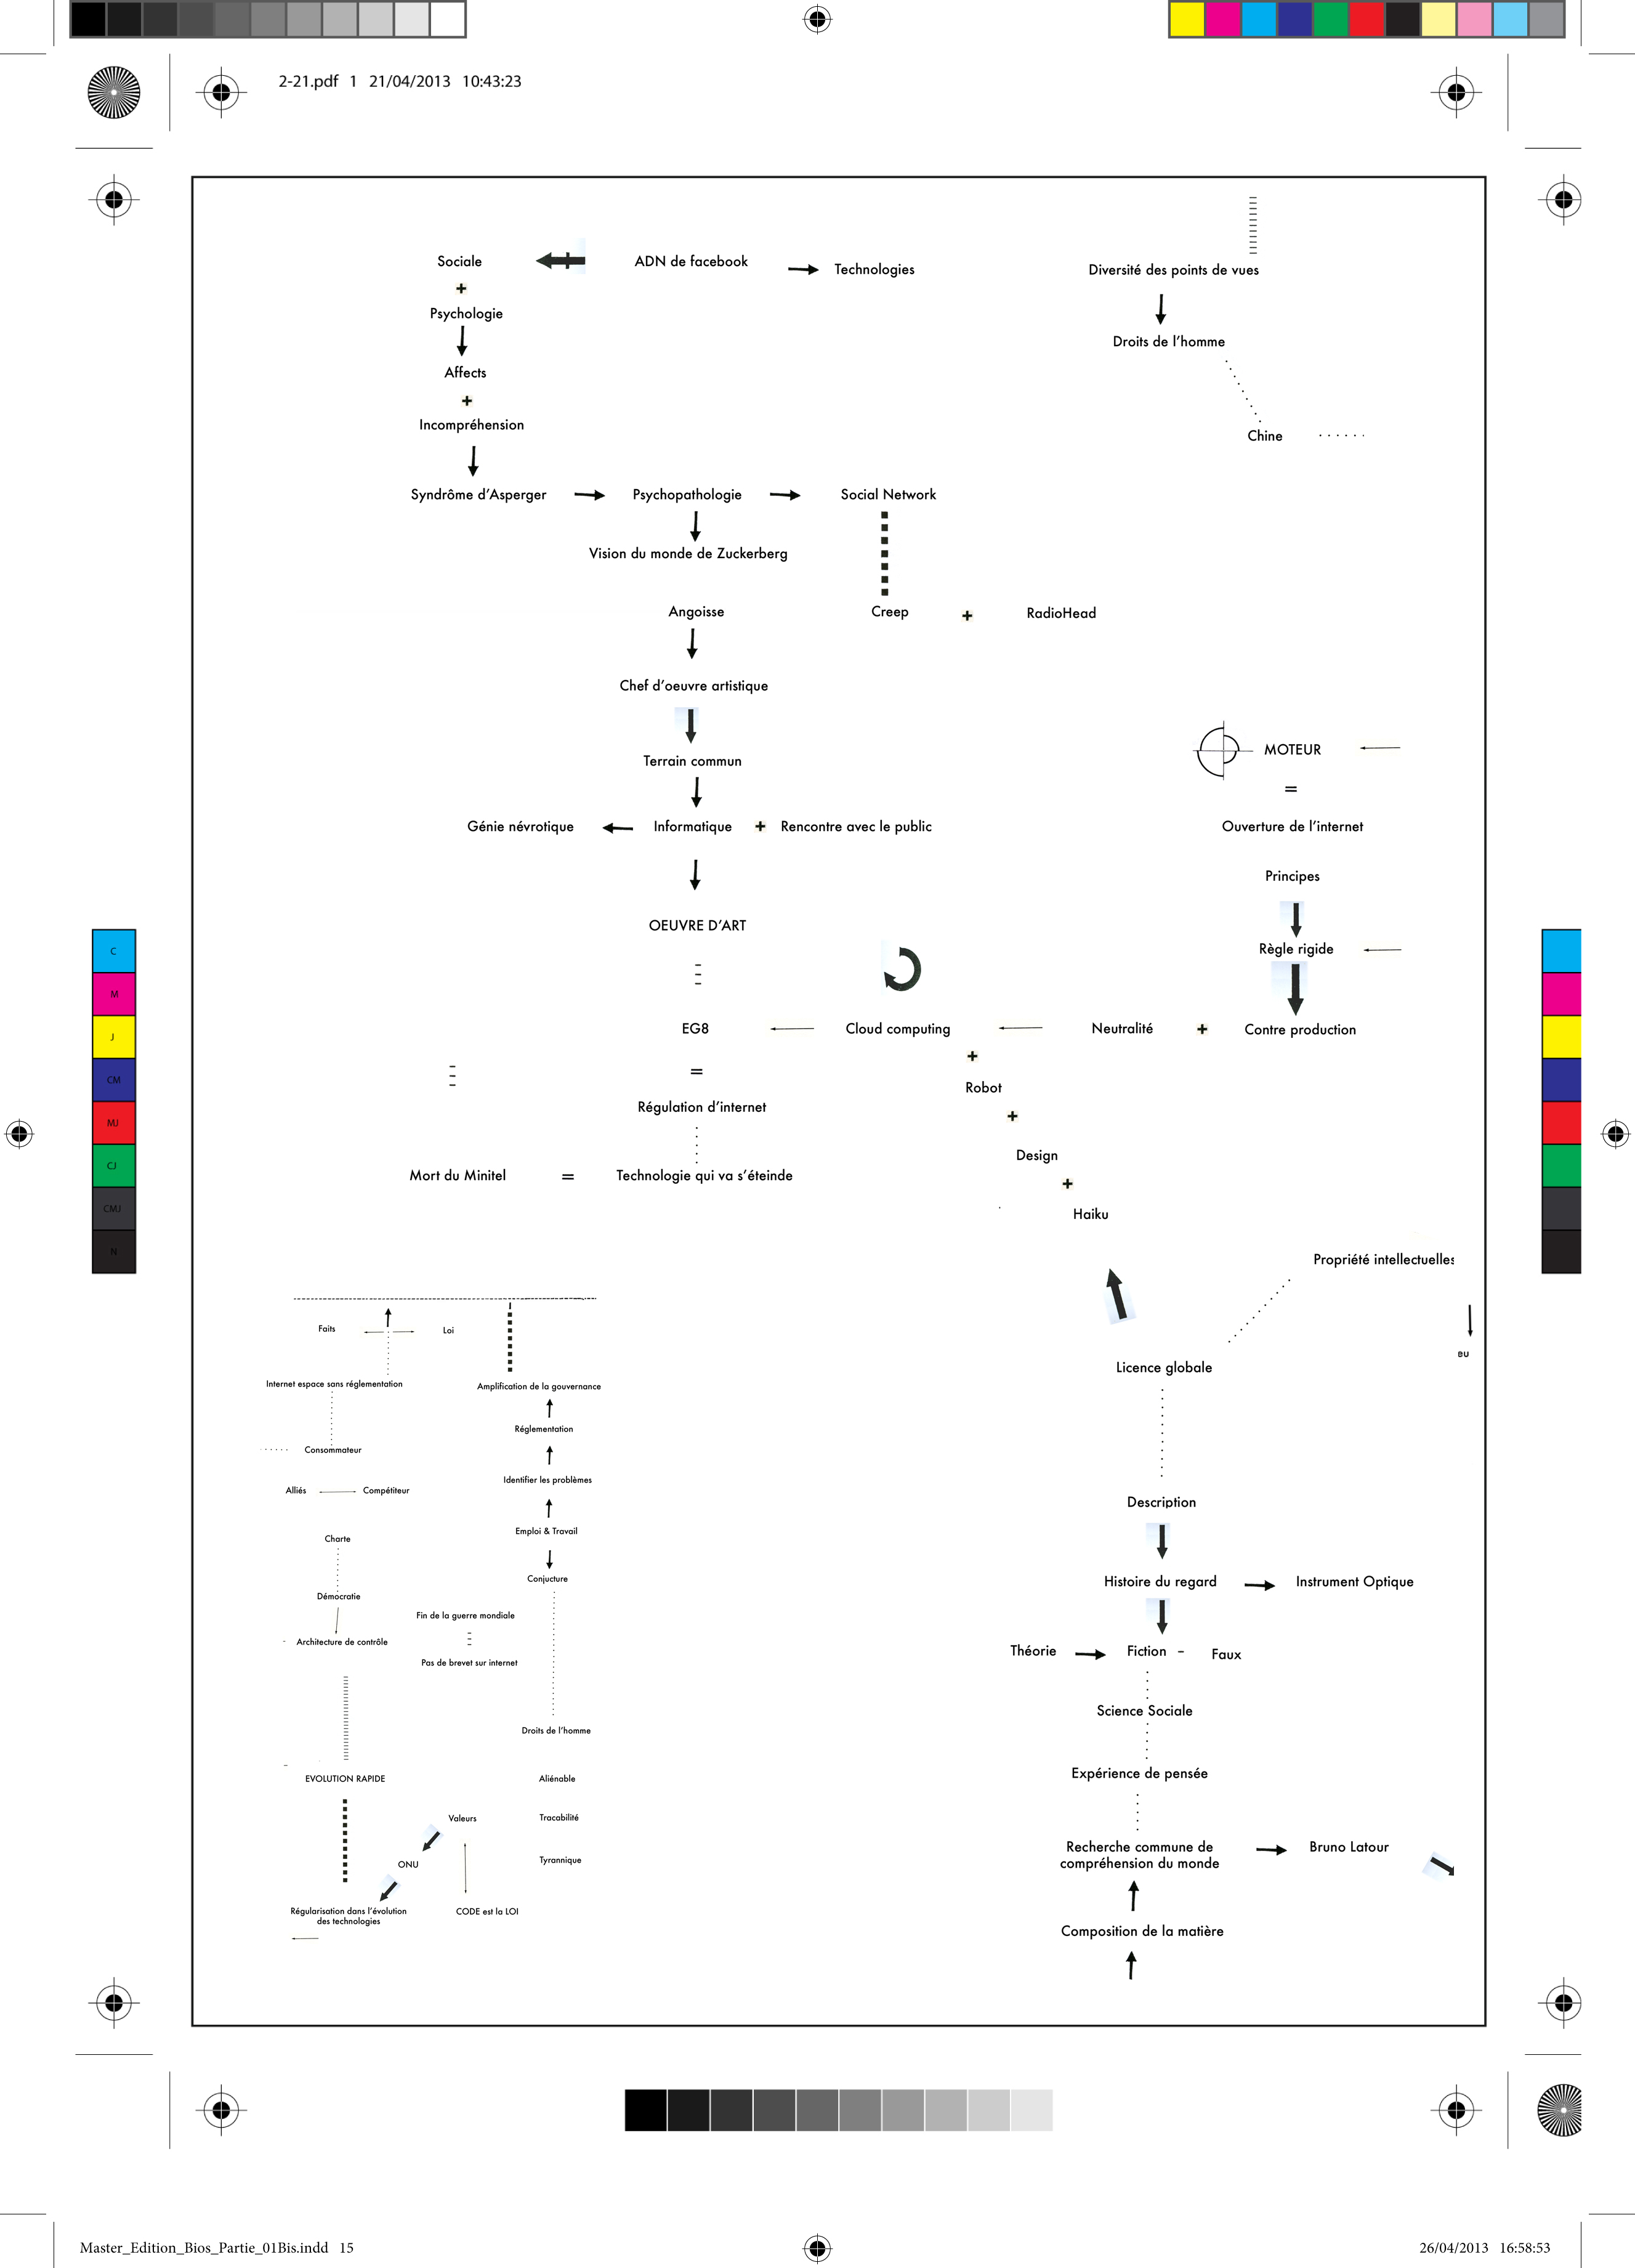 2-21.pdf 1 21/04/2013 10:43:23
Sociale
ADN de facebook
Technologies
Diversité des points de vues
+
Psychologie
Droits de l'homme
Affects
+
Incompréhension
Chine
Syndrôme d'Asperger
Psychopathologie
Social Network
Vision du monde de Zuckerberg
Angoisse
Creep
+
RadioHead
Chef d'oeuvre artistique
Terrain commun
MOTEUR
=
Génie névrotique
Informatique
+
Rencontre avec le public
Ouverture de l'internet
Principes
OEUVRE D'ART
Règle rigide
EG8
Cloud computing
Neutralité
+
Contre production
+
=
Robot
Régulation d'internet
+
Design
Mort du Minitel
=
Technologie qui va s'éteinde
+
Haiku
Propriété intellectuelles
BU
Licence globale
Faits
Loi
Internet espace sans réglementation
Amplification de la gouvernance
Réglementation
Consommateur
Identifier les problèmes
Alliés
Compétiteur
Emploi & Travail
Charte
Conjucture
Démocratie
Fin de la guerre mondiale
Architecture de contrôle
Pas de brevet sur internet
Droits de l'homme
EVOLUTION RAPIDE
Aliénable
Valeurs
Tracabilité
ONU
Tyrannique
Régularisation dans l'évolution
des technologies
CODE est la LOI
Description
Histoire du regard
Instrument Optique
Théorie
Fiction
-
Faux
Science Sociale
Expérience de pensée
Recherche commune de
compréhension du monde
Bruno Latour
Composition de la matière
C
M
J
CM
MJ
CJ
CMJ
N
Master_Edition_Bios_Partie_01Bis.indd 15
26/04/2013 16:58:53